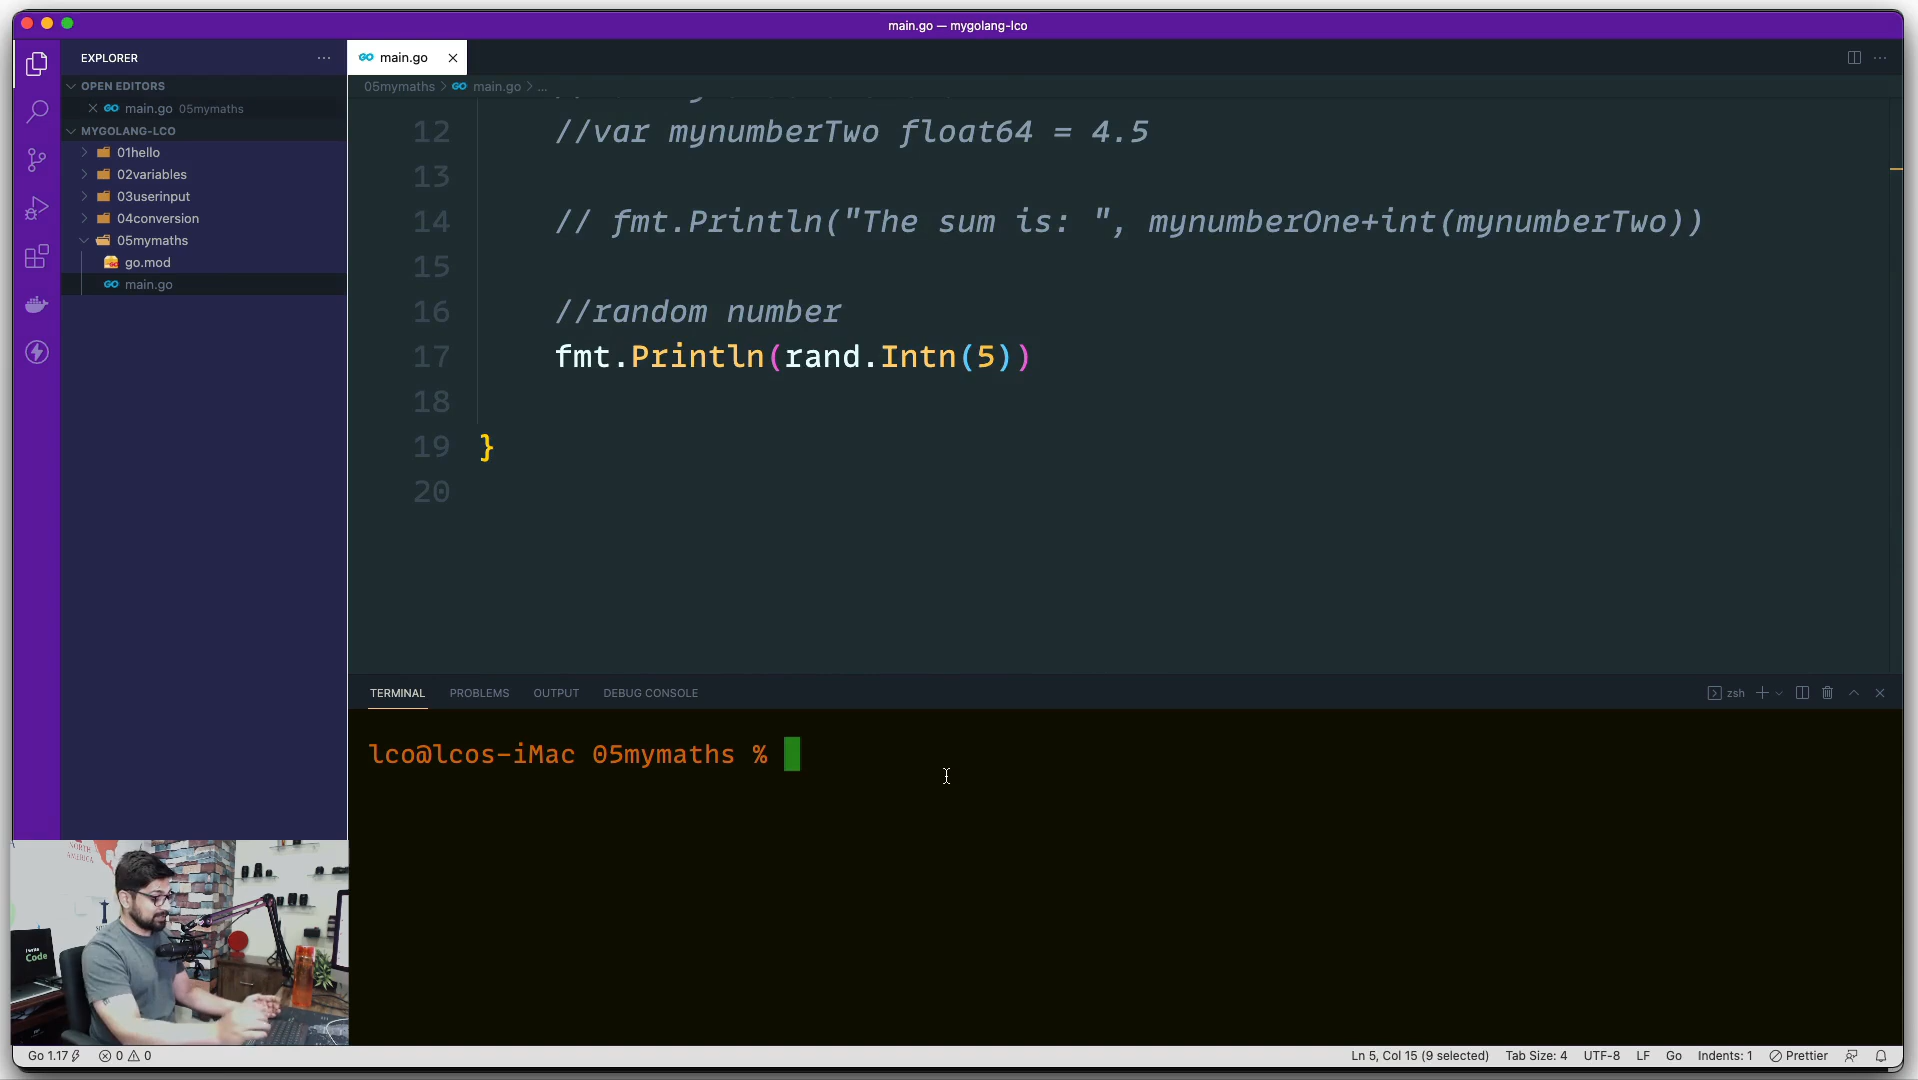 main.go — mygolang-lco
EXPLORER
OPEN EDITORS
main.go 05mymaths
MYGOLANG-LCO
01hello
02variables
03userinput
04conversion
05mymaths
go.mod
main.go
main.go
05mymaths > main.go > ...
12 //var mynumberTwo float64 = 4.5
13
14 // fmt.Println("The sum is: ", mynumberOne+int(mynumberTwo))
15
16 //random number
17 fmt.Println(rand.Intn(5))
18
19 }
20
TERMINAL PROBLEMS OUTPUT DEBUG CONSOLE
zsh
lco@lcos-iMac 05mymaths %
NORTH
AMERICA
I write
Code
Go 1.17 0 0
Ln 5, Col 15 (9 selected) Tab Size: 4 UTF-8 LF Go Indents: 1 Prettier